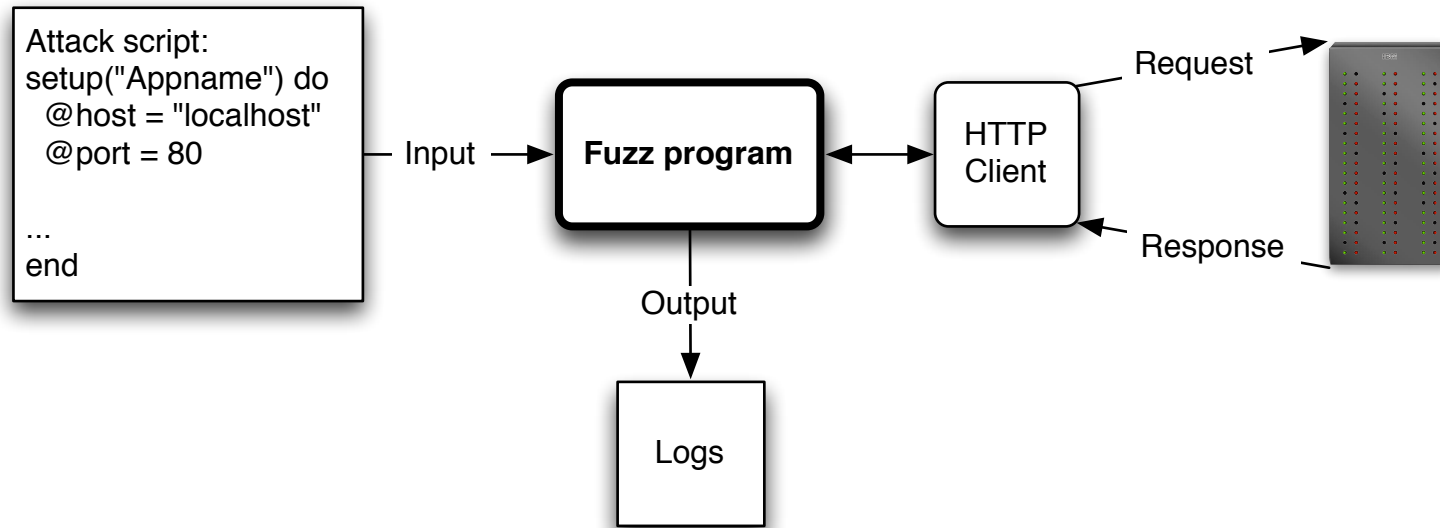 Attack script:
setup("Appname") do
@host = "localhost"
@port = 80
...
end
Input
Fuzz program
HTTP
Client
Request
Response
Output
Logs